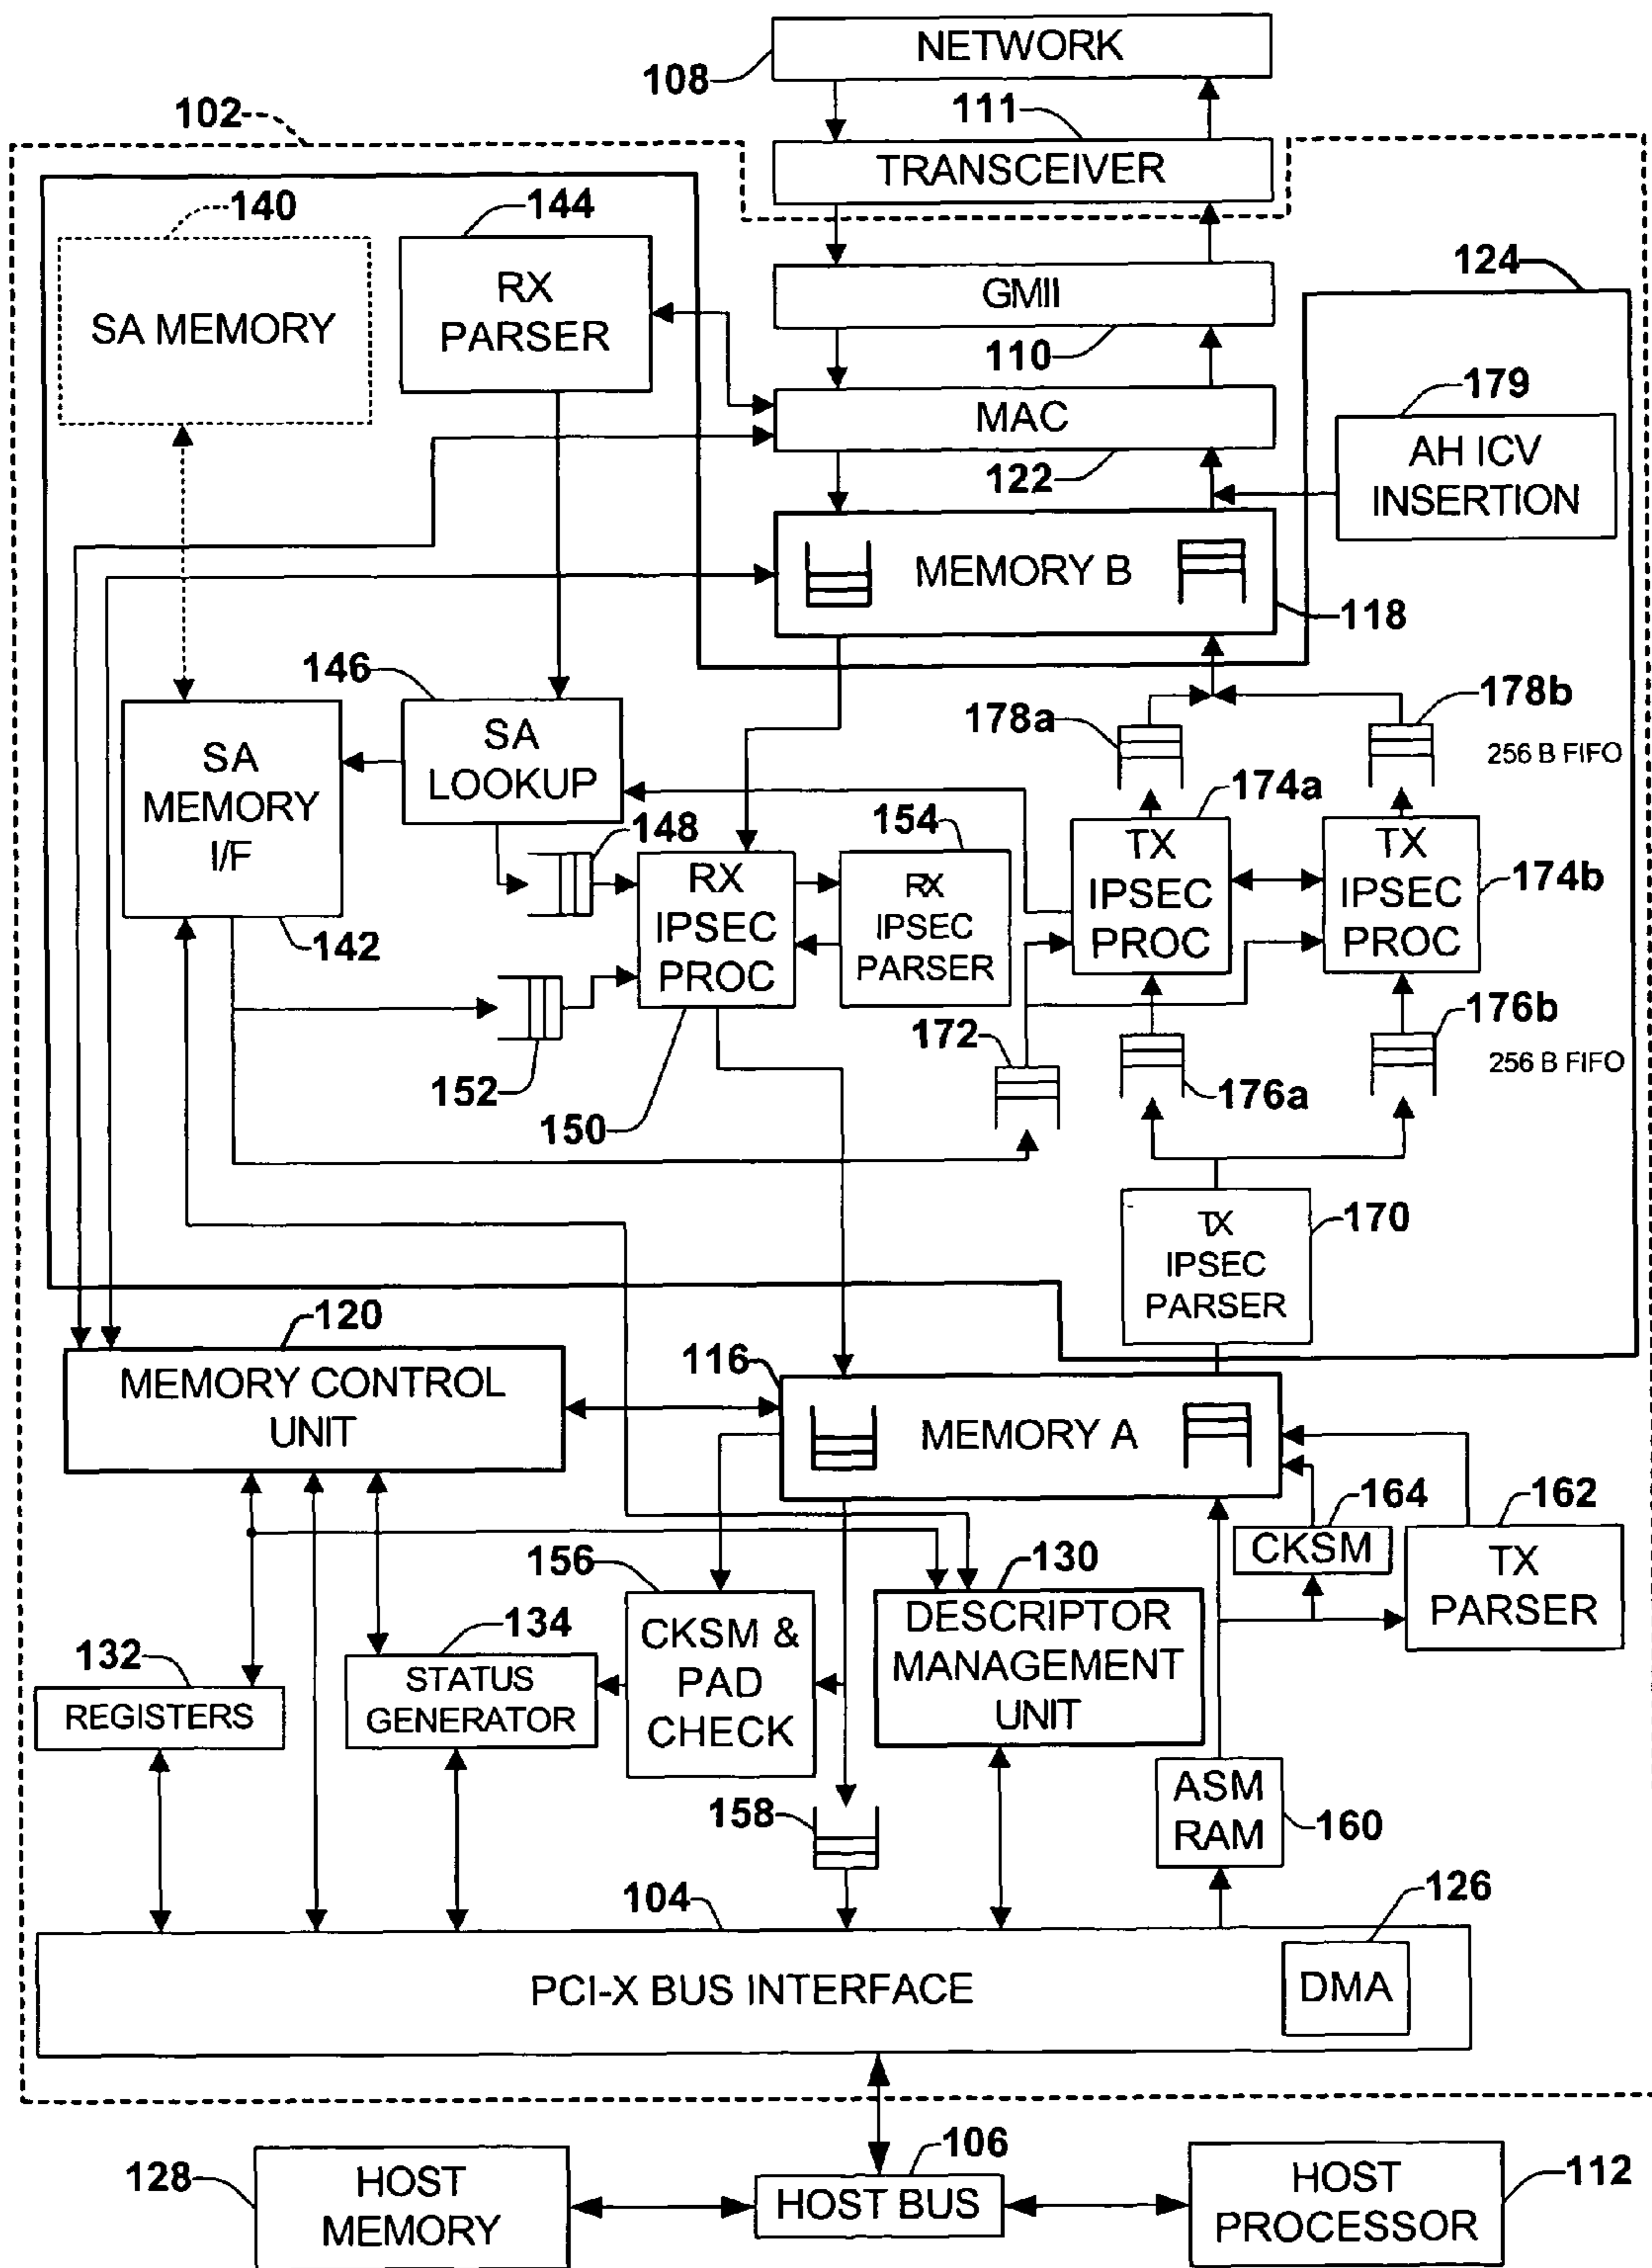 NETWORK
108
102
111
TRANSCEIVER
140
144
124
SA MEMORY
RX
PARSER
GMII
110
179
MAC
122
AH ICV
INSERTION
MEMORY B
118
146
178b
178a
256 B FIFO
SA
MEMORY
I/F
SA
LOOKUP
174a
148
154
TX
IPSEC
PROC
TX
IPSEC
PROC
174b
RX
IPSEC
PROC
RX
IPSEC
PARSER
142
172
176b
152
150
176a
256 B FIFO
170
TX
IPSEC
PARSER
120
116
MEMORY CONTROL
UNIT
MEMORY A
164
162
156
130
CKSM
TX
PARSER
134
132
CKSM &
PAD
CHECK
DESCRIPTOR
MANAGEMENT
UNIT
STATUS
GENERATOR
REGISTERS
158
ASM
RAM
160
104
126
PCI-X BUS INTERFACE
DMA
106
128
HOST
MEMORY
HOST BUS
HOST
PROCESSOR
112